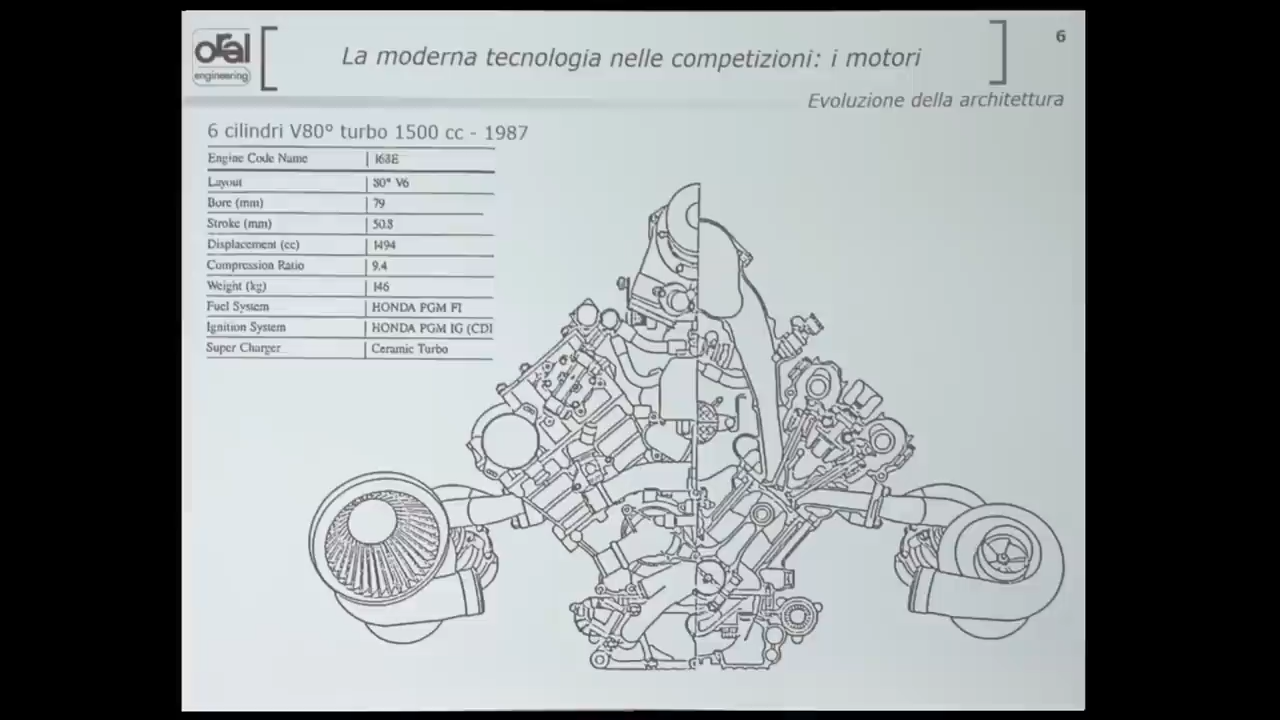 oral
engineering
La moderna tecnologia nelle competizioni: i motori
6
Evoluzione della architettura
6 cilindri V80° turbo 1500 cc - 1987
Engine Code Name | 163E
Layout | 80° V6
Bore (mm) | 79
Stroke (mm) | 50.8
Displacement (cc) | 1494
Compression Ratio | 9.4
Weight (kg) | 146
Fuel System | HONDA PGM FI
Ignition System | HONDA PGM IG (CDI
Super Charger | Ceramic Turbo